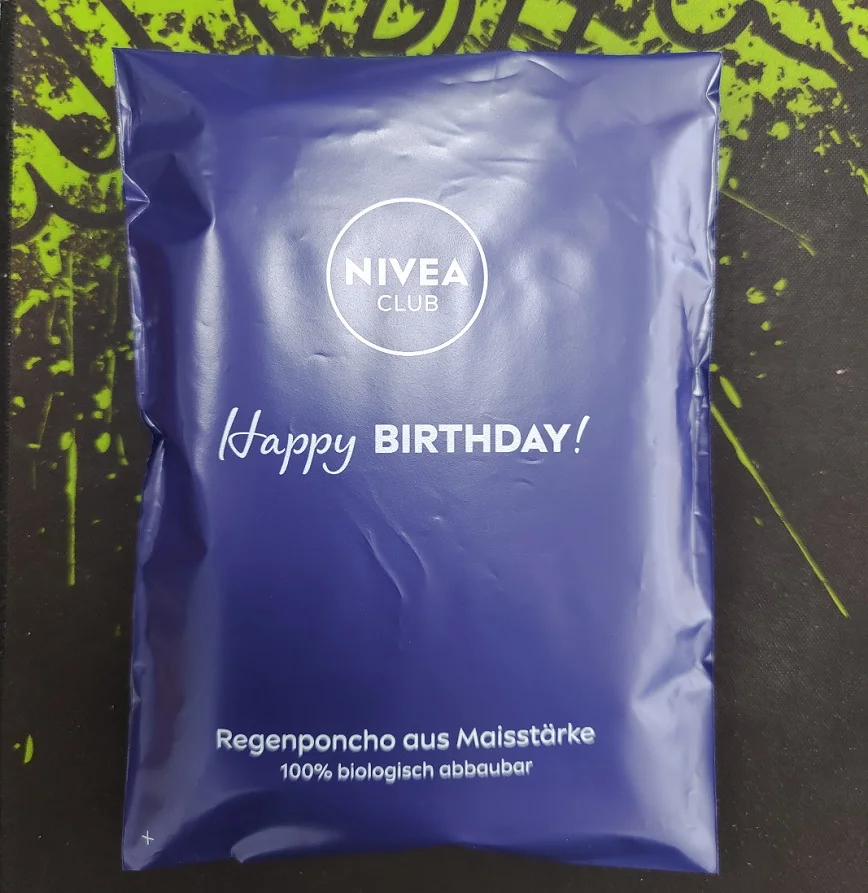 NIVEA
CLUB
Happy BIRTHDAY!
Regenponcho aus Maisstärke
100% biologisch abbaubar